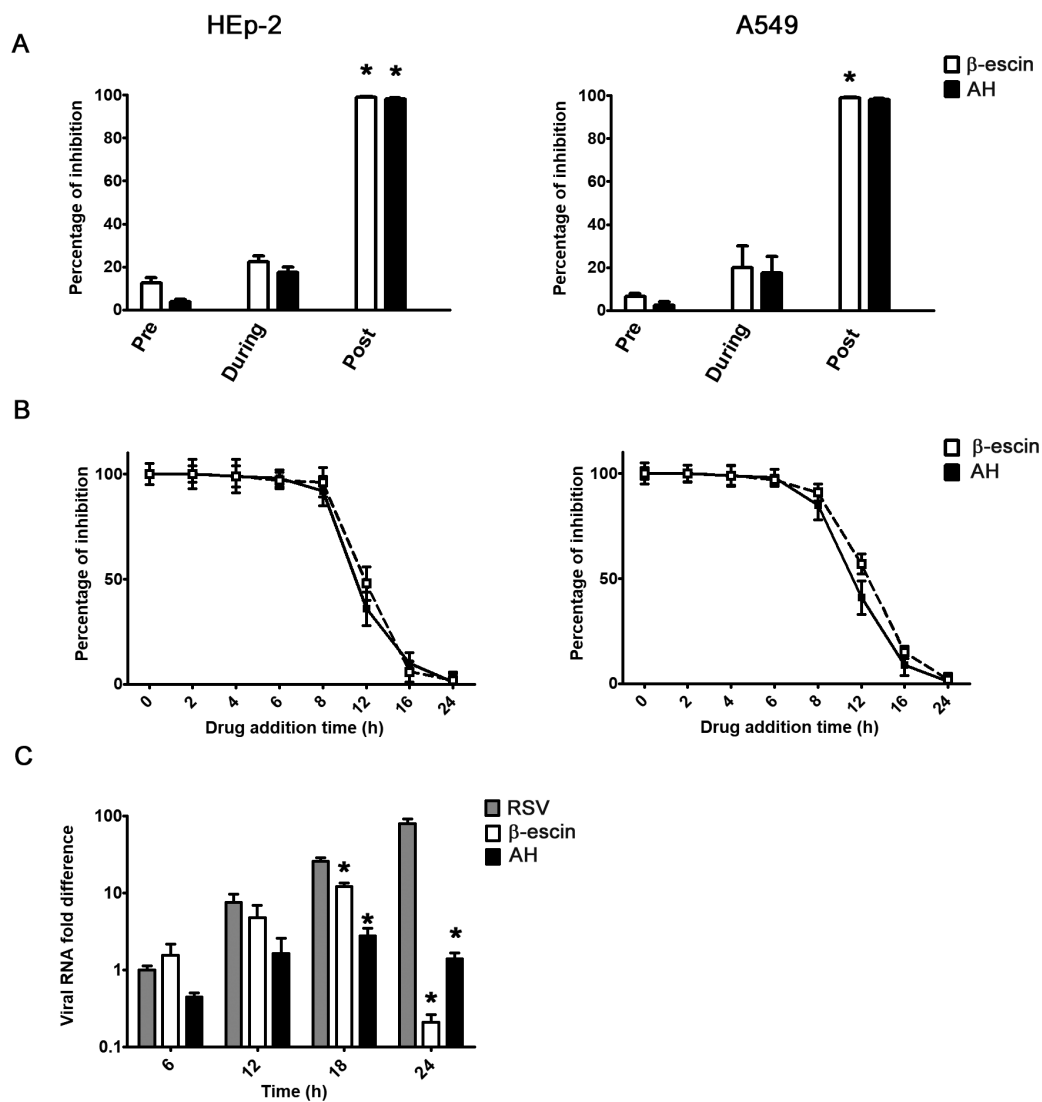 HEp-2
A549
A
β-escin
AH
Percentage of inhibition
100
80
60
40
20
0
* *
Pre
During
Post
Percentage of inhibition
100
80
60
40
20
0
*
Pre
During
Post
B
β-escin
AH
Percentage of inhibition
100
50
0
0 2 4 6 8 12 16 24
Drug addition time (h)
Percentage of inhibition
100
50
0
0 2 4 6 8 12 16 24
Drug addition time (h)
C
RSV
β-escin
AH
Viral RNA fold difference
100
10
1
0.1
*
*
*
*
6 12 18 24
Time (h)